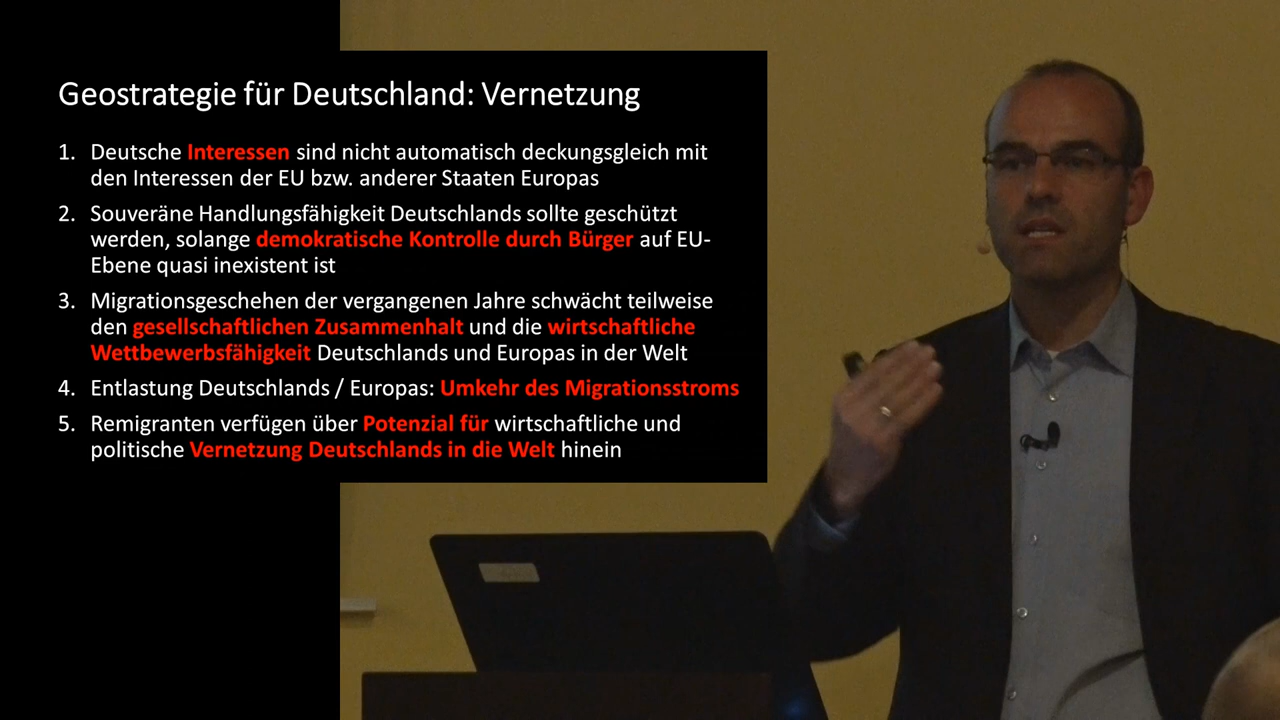 Geostrategie für Deutschland: Vernetzung
1. Deutsche Interessen sind nicht automatisch deckungsgleich mit
den Interessen der EU bzw. anderer Staaten Europas
2. Souveräne Handlungsfähigkeit Deutschlands sollte geschützt
werden, solange demokratische Kontrolle durch Bürger auf EU-
Ebene quasi inexistent ist
3. Migrationsgeschehen der vergangenen Jahre schwächt teilweise
den gesellschaftlichen Zusammenhalt und die wirtschaftliche
Wettbewerbsfähigkeit Deutschlands und Europas in der Welt
4. Entlastung Deutschlands / Europas: Umkehr des Migrationsstroms
5. Remigranten verfügen über Potenzial für wirtschaftliche und
politische Vernetzung Deutschlands in die Welt hinein